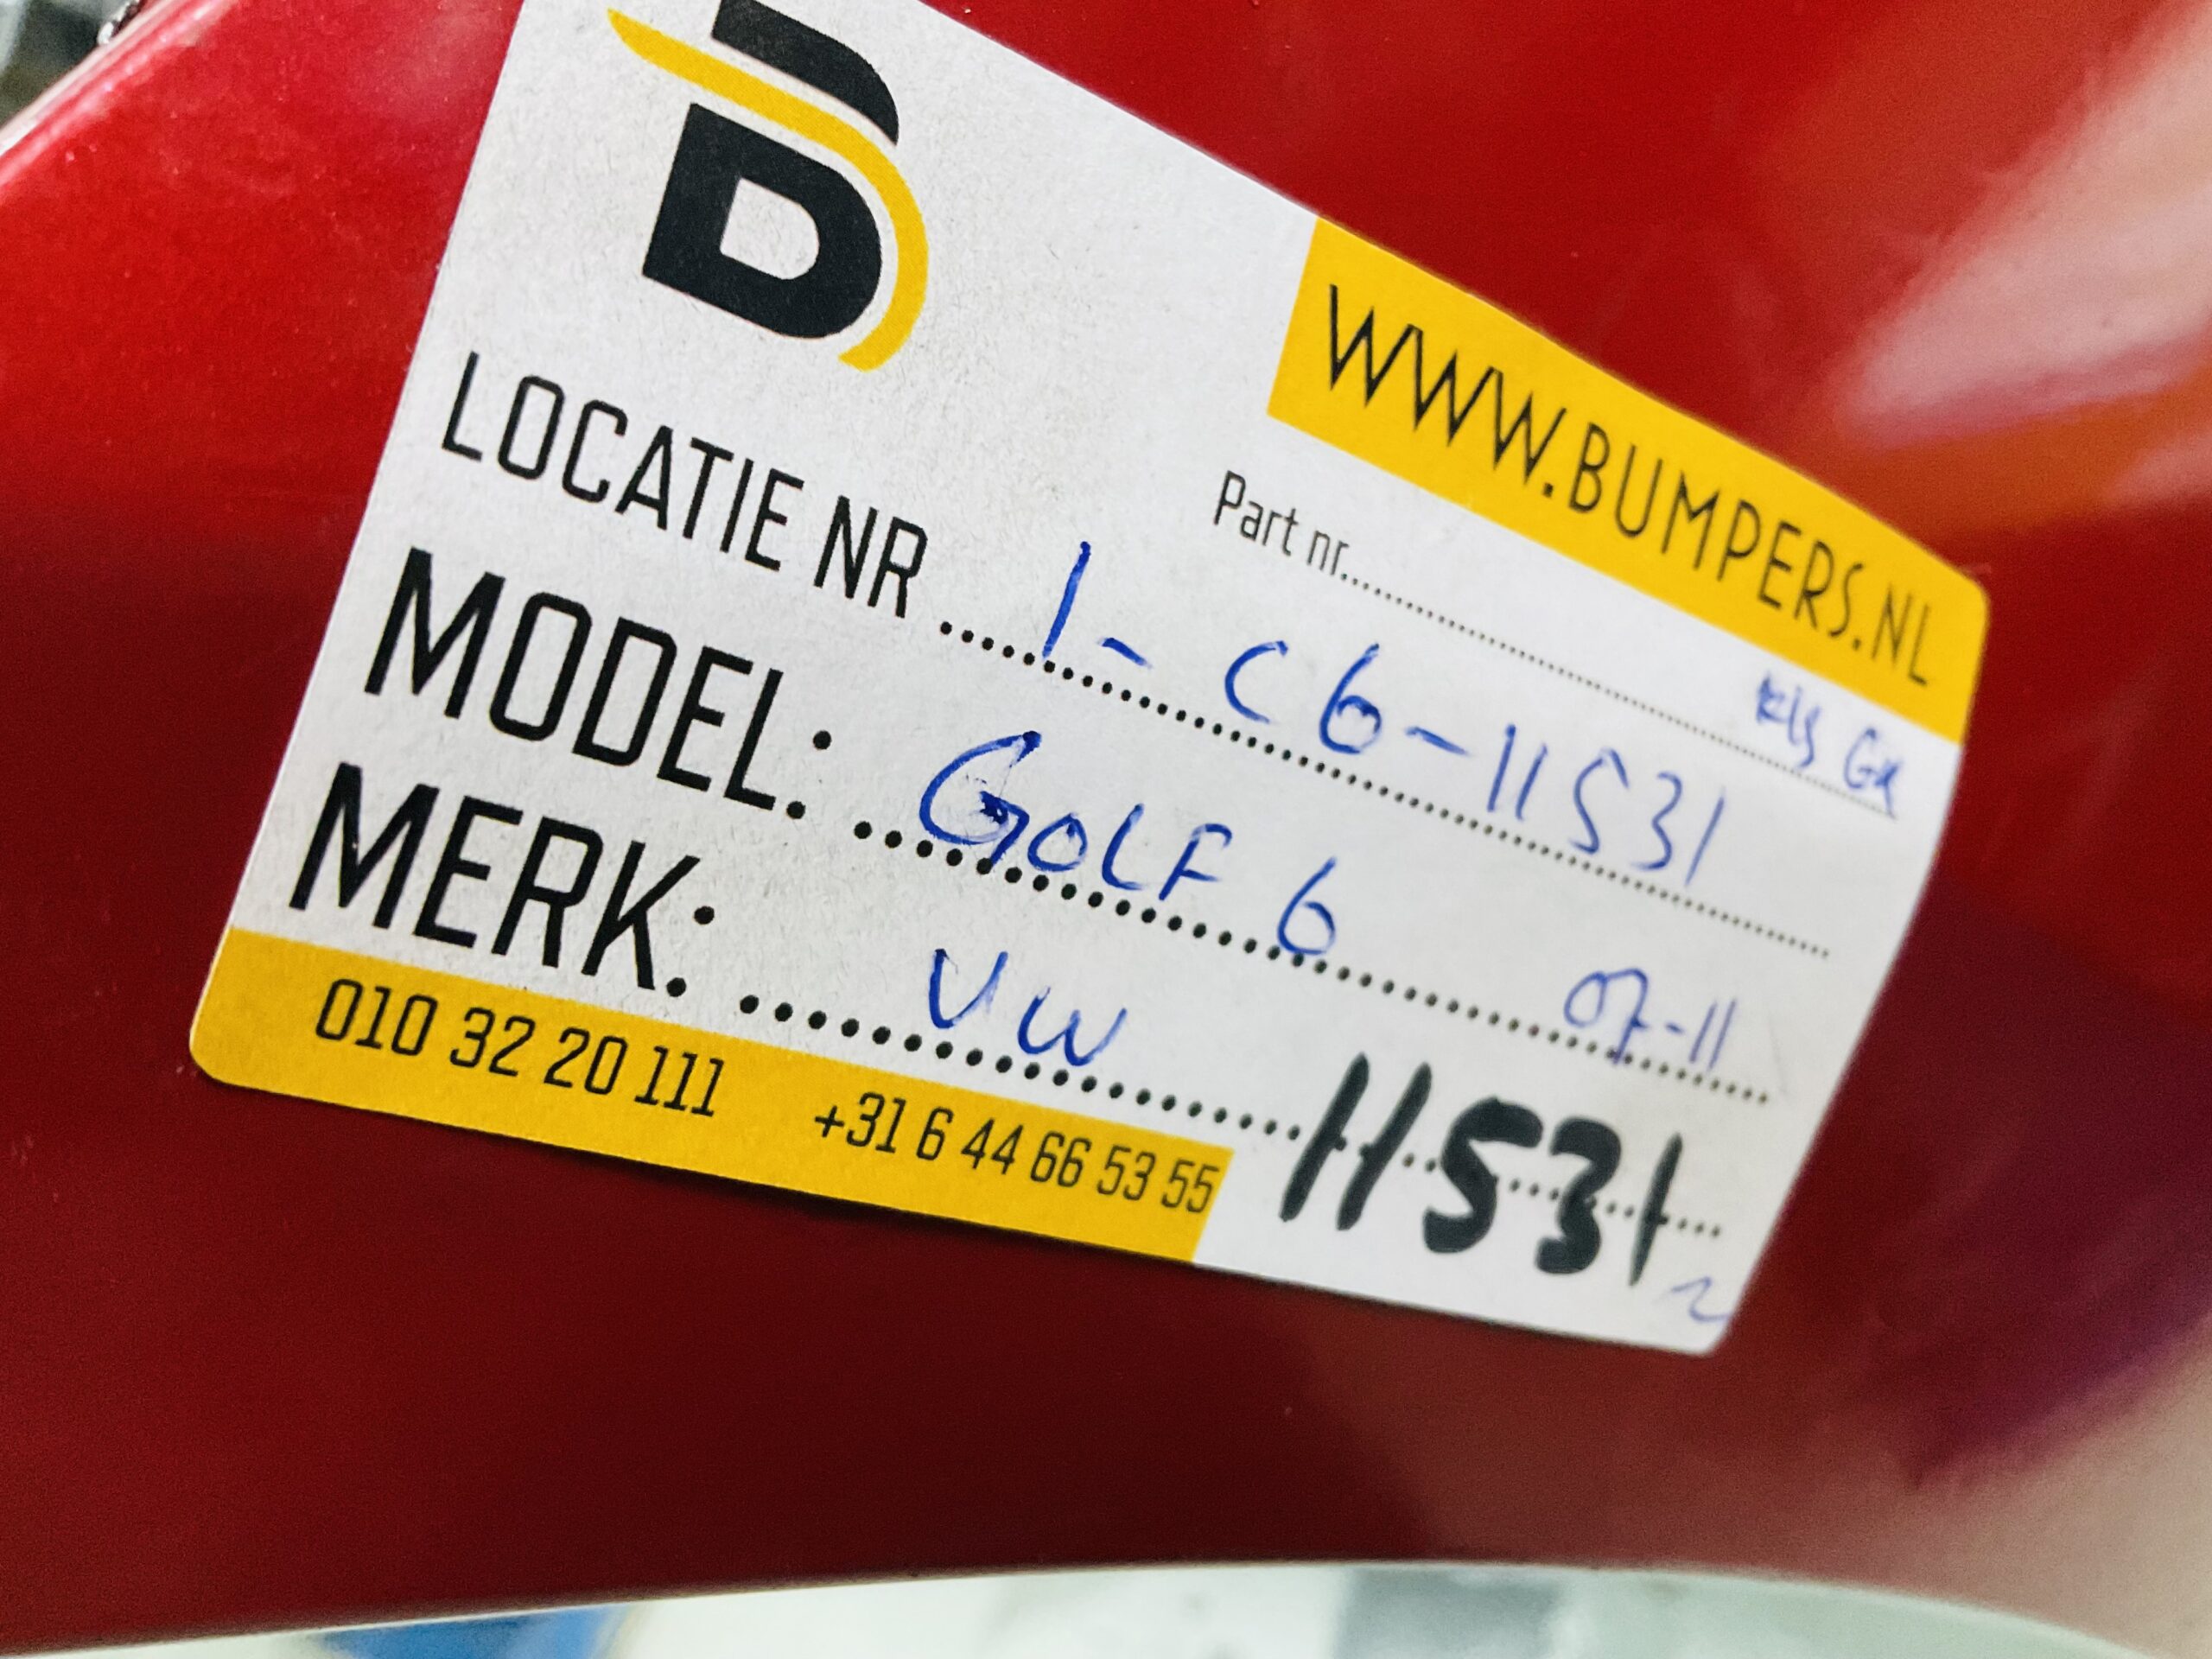 B
WWW.BUMPERS.NL
Part nr.....
LOCATIE NR ..... 1-C6-11531
MODEL: ..... GOLF 6 07-11
MERK: ..... VW
11531
010 32 20 111 +31 6 44 66 53 55